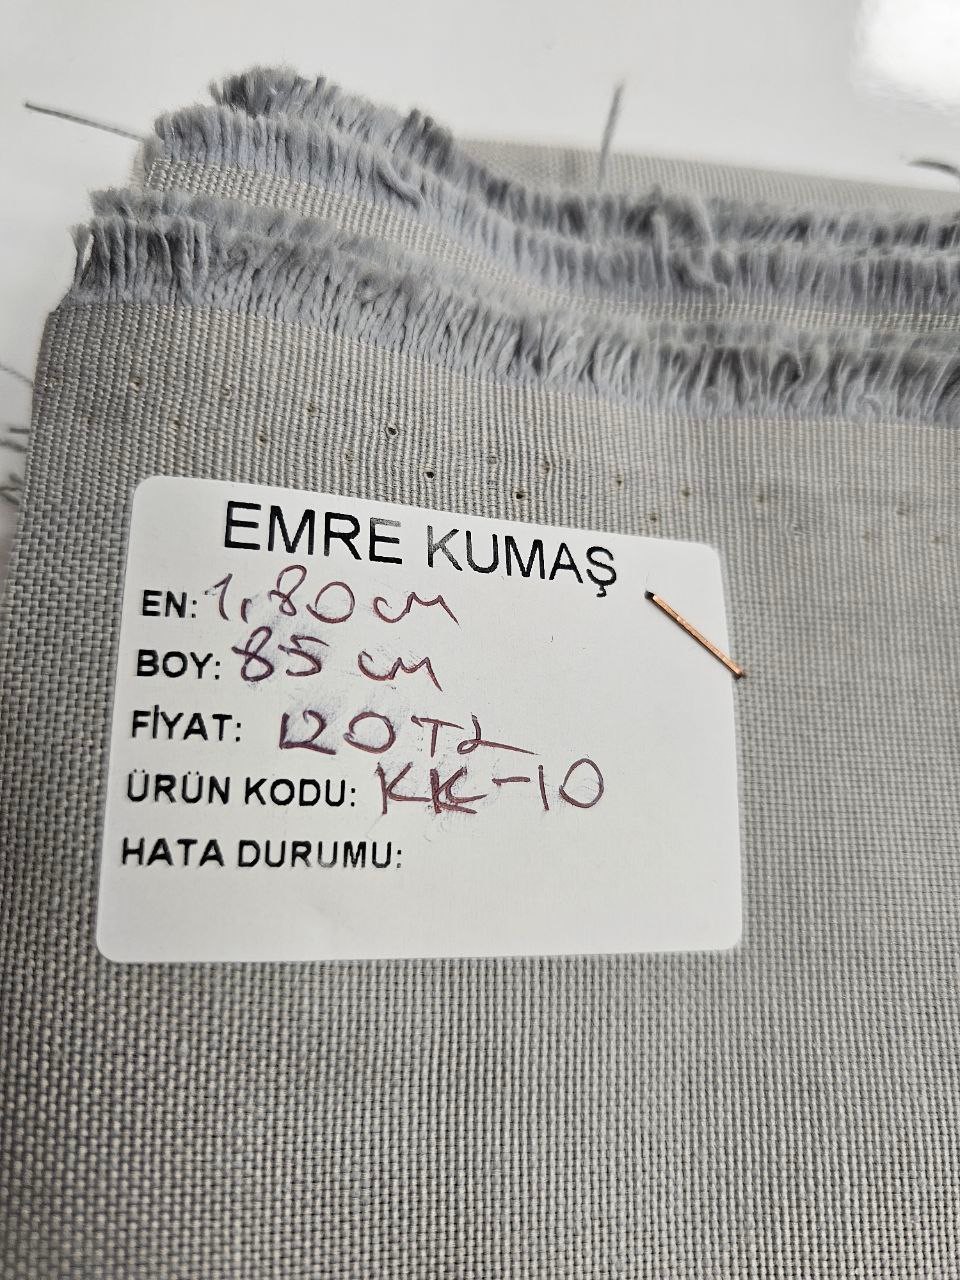 EMRE KUMAŞ
EN: 1,80 cm
BOY: 85 cm
FİYAT: 120 TL
ÜRÜN KODU: KK-10
HATA DURUMU: